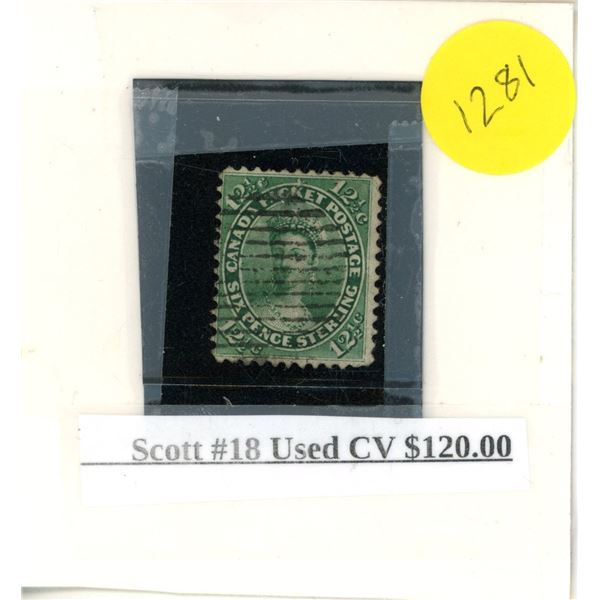 1281
12½c 12½c
CANADA PACKET POSTAGE
SIX PENCE STERLING
12½c 12½c
Scott #18 Used CV $120.00